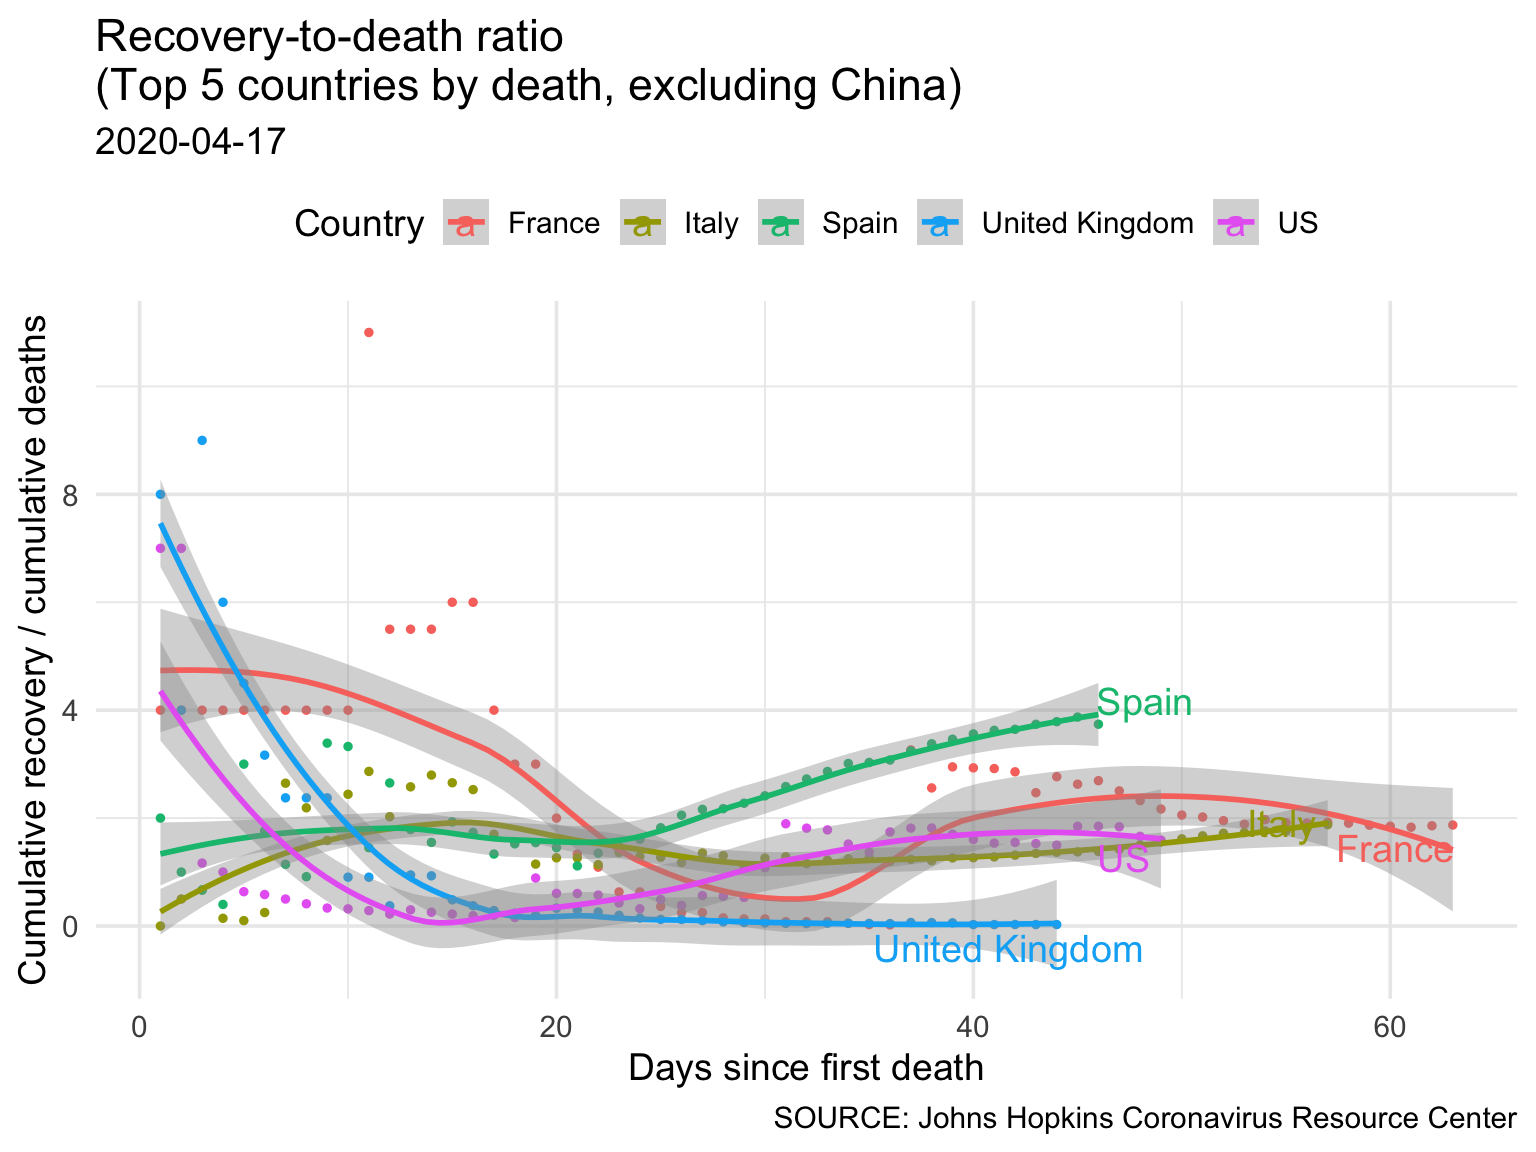 Recovery-to-death ratio
(Top 5 countries by death, excluding China)
2020-04-17
Country a France a Italy a Spain a United Kingdom a US
Cumulative recovery / cumulative deaths
8
4
0
Spain
Italy
France
US
United Kingdom
0 20 40 60
Days since first death
SOURCE: Johns Hopkins Coronavirus Resource Center